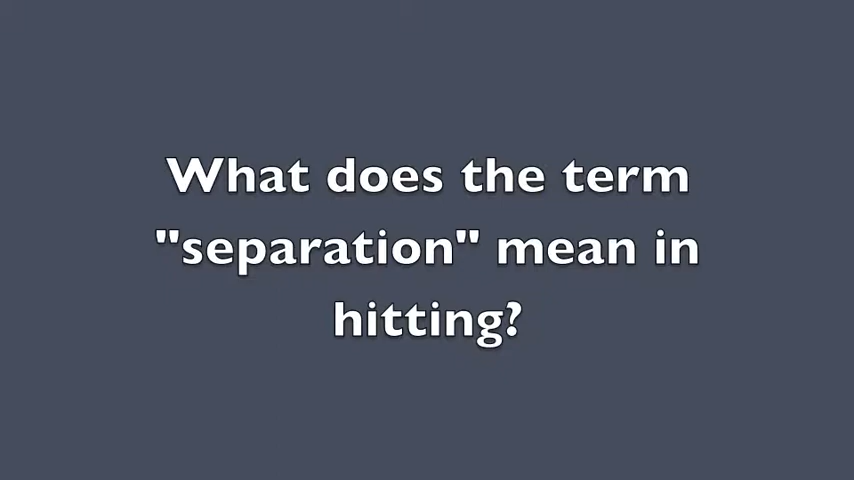 What does the term
"separation" mean in
hitting?